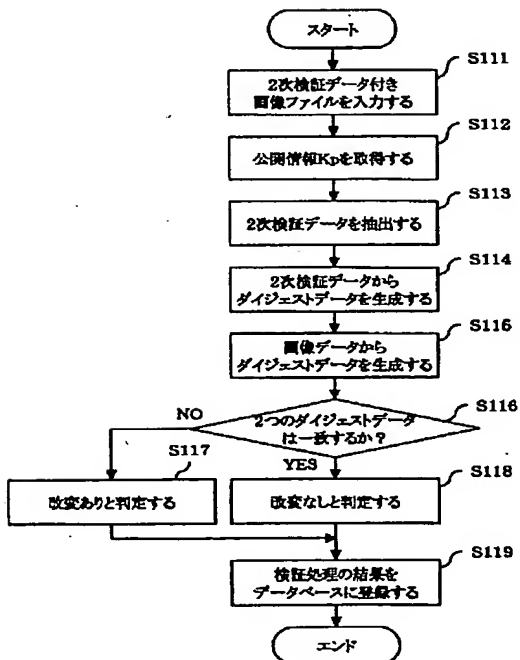 スタート
S111
2次検証データ付き
画像ファイルを入力する
S112
公開情報Kpを取得する
S113
2次検証データを抽出する
S114
2次検証データから
ダイジェストデータを生成する
S116
画像データから
ダイジェストデータを生成する
S116
2つのダイジェストデータ
は一致するか?
NO
YES
S117
改変ありと判定する
S118
改変なしと判定する
S119
検証処理の結果を
データベースに登録する
エンド